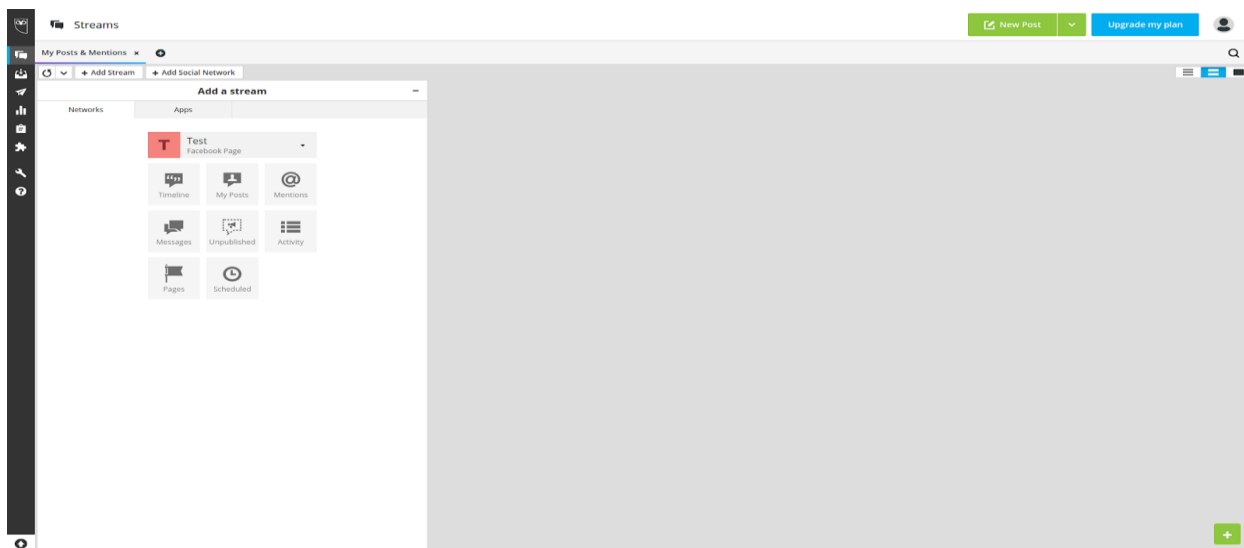 Streams
New Post
Upgrade my plan
My Posts & Mentions ×
+ Add Stream
+ Add Social Network
Add a stream
Networks
Apps
T
Test
Facebook Page
Timeline
My Posts
Mentions
Messages
Unpublished
Activity
Pages
Scheduled